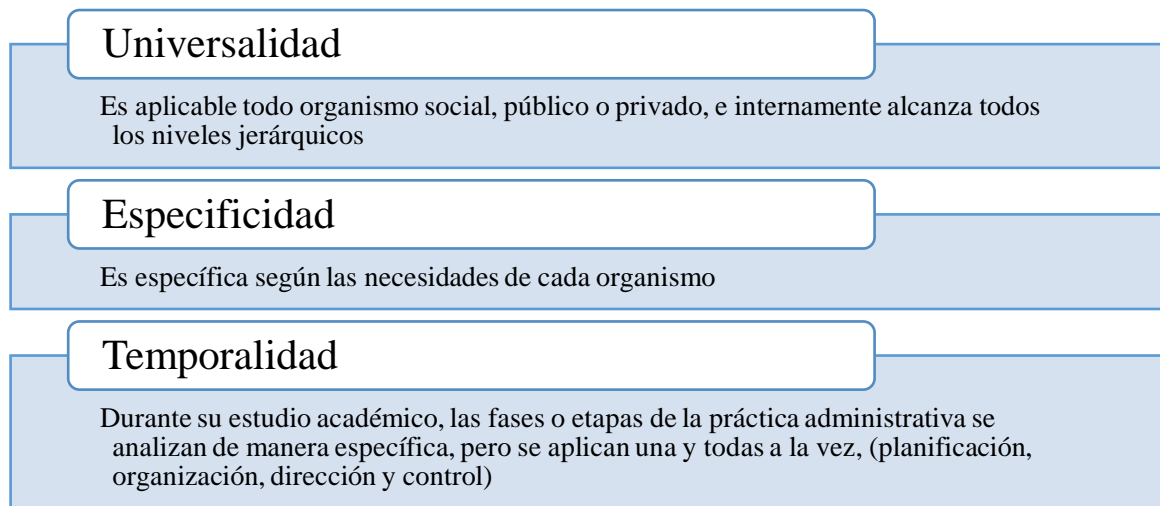 Universalidad
Es aplicable todo organismo social, público o privado, e internamente alcanza todos
los niveles jerárquicos
Especificidad
Es específica según las necesidades de cada organismo
Temporalidad
Durante su estudio académico, las fases o etapas de la práctica administrativa se
analizan de manera específica, pero se aplican una y todas a la vez, (planificación,
organización, dirección y control)